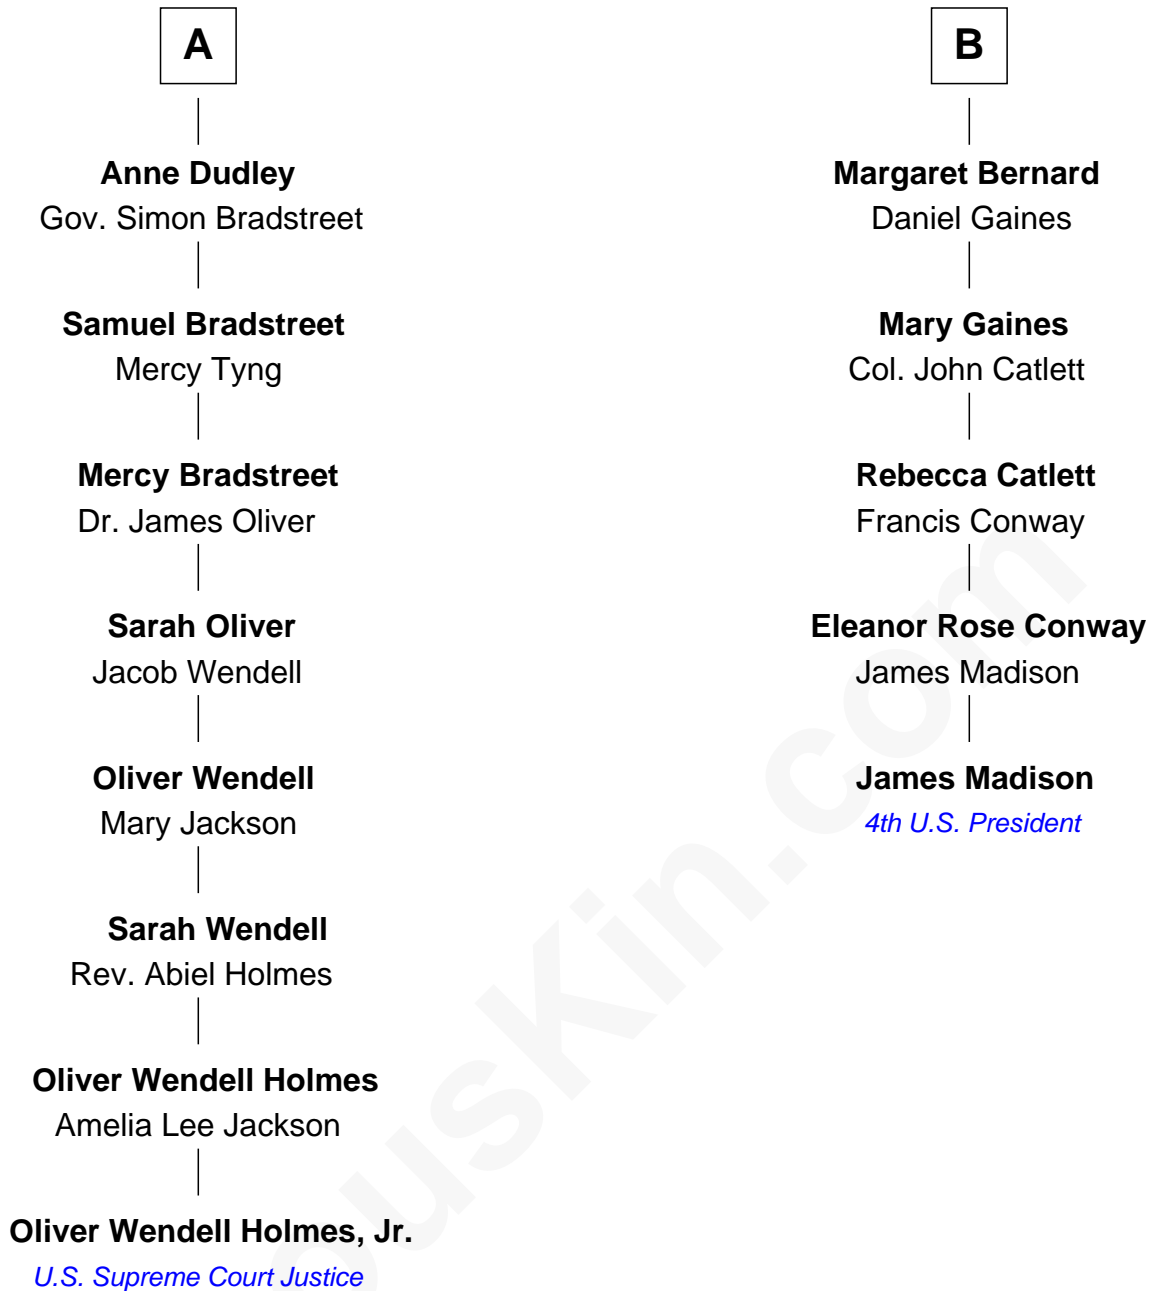 A
Anne Dudley
Gov. Simon Bradstreet
Samuel Bradstreet
Mercy Tyng
Mercy Bradstreet
Dr. James Oliver
Sarah Oliver
Jacob Wendell
Oliver Wendell
Mary Jackson
Sarah Wendell
Rev. Abiel Holmes
Oliver Wendell Holmes
Amelia Lee Jackson
Oliver Wendell Holmes, Jr.
U.S. Supreme Court Justice
B
Margaret Bernard
Daniel Gaines
Mary Gaines
Col. John Catlett
Rebecca Catlett
Francis Conway
Eleanor Rose Conway
James Madison
James Madison
4th U.S. President
ousKin.com